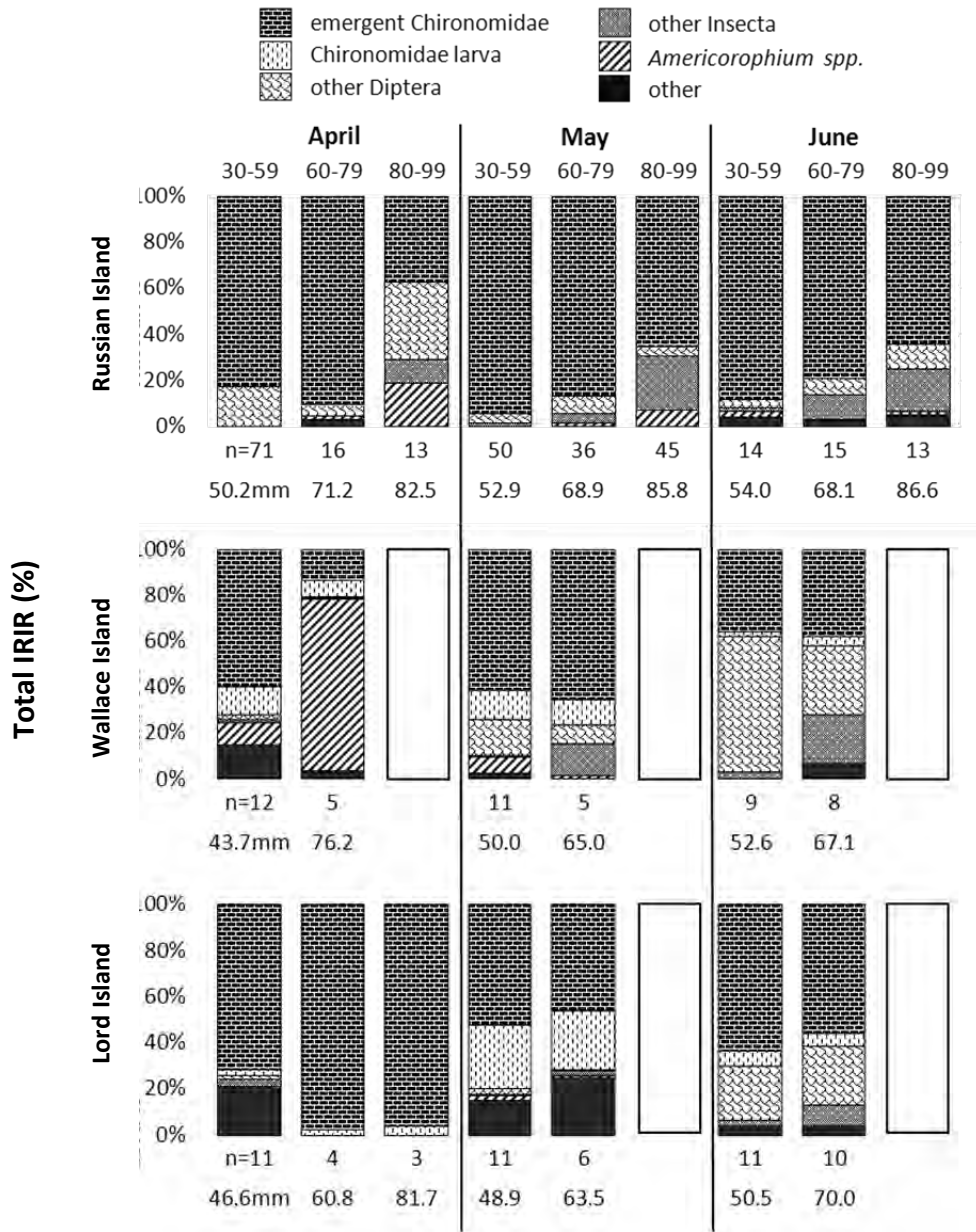 emergent Chironomidae
other Insecta
Chironomidae larva
Americorophium spp.
other Diptera
other
April
May
June
30-59 60-79 80-99 30-59 60-79 80-99 30-59 60-79 80-99
Total IRIR (%)
Russian Island
100%
80%
60%
40%
20%
0%
n=71 16 13 50 36 45 14 15 13
50.2mm 71.2 82.5 52.9 68.9 85.8 54.0 68.1 86.6
Wallace Island
100%
80%
60%
40%
20%
0%
n=12 5 11 5 9 8
43.7mm 76.2 50.0 65.0 52.6 67.1
Lord Island
100%
80%
60%
40%
20%
0%
n=11 4 3 11 6 11 10
46.6mm 60.8 81.7 48.9 63.5 50.5 70.0